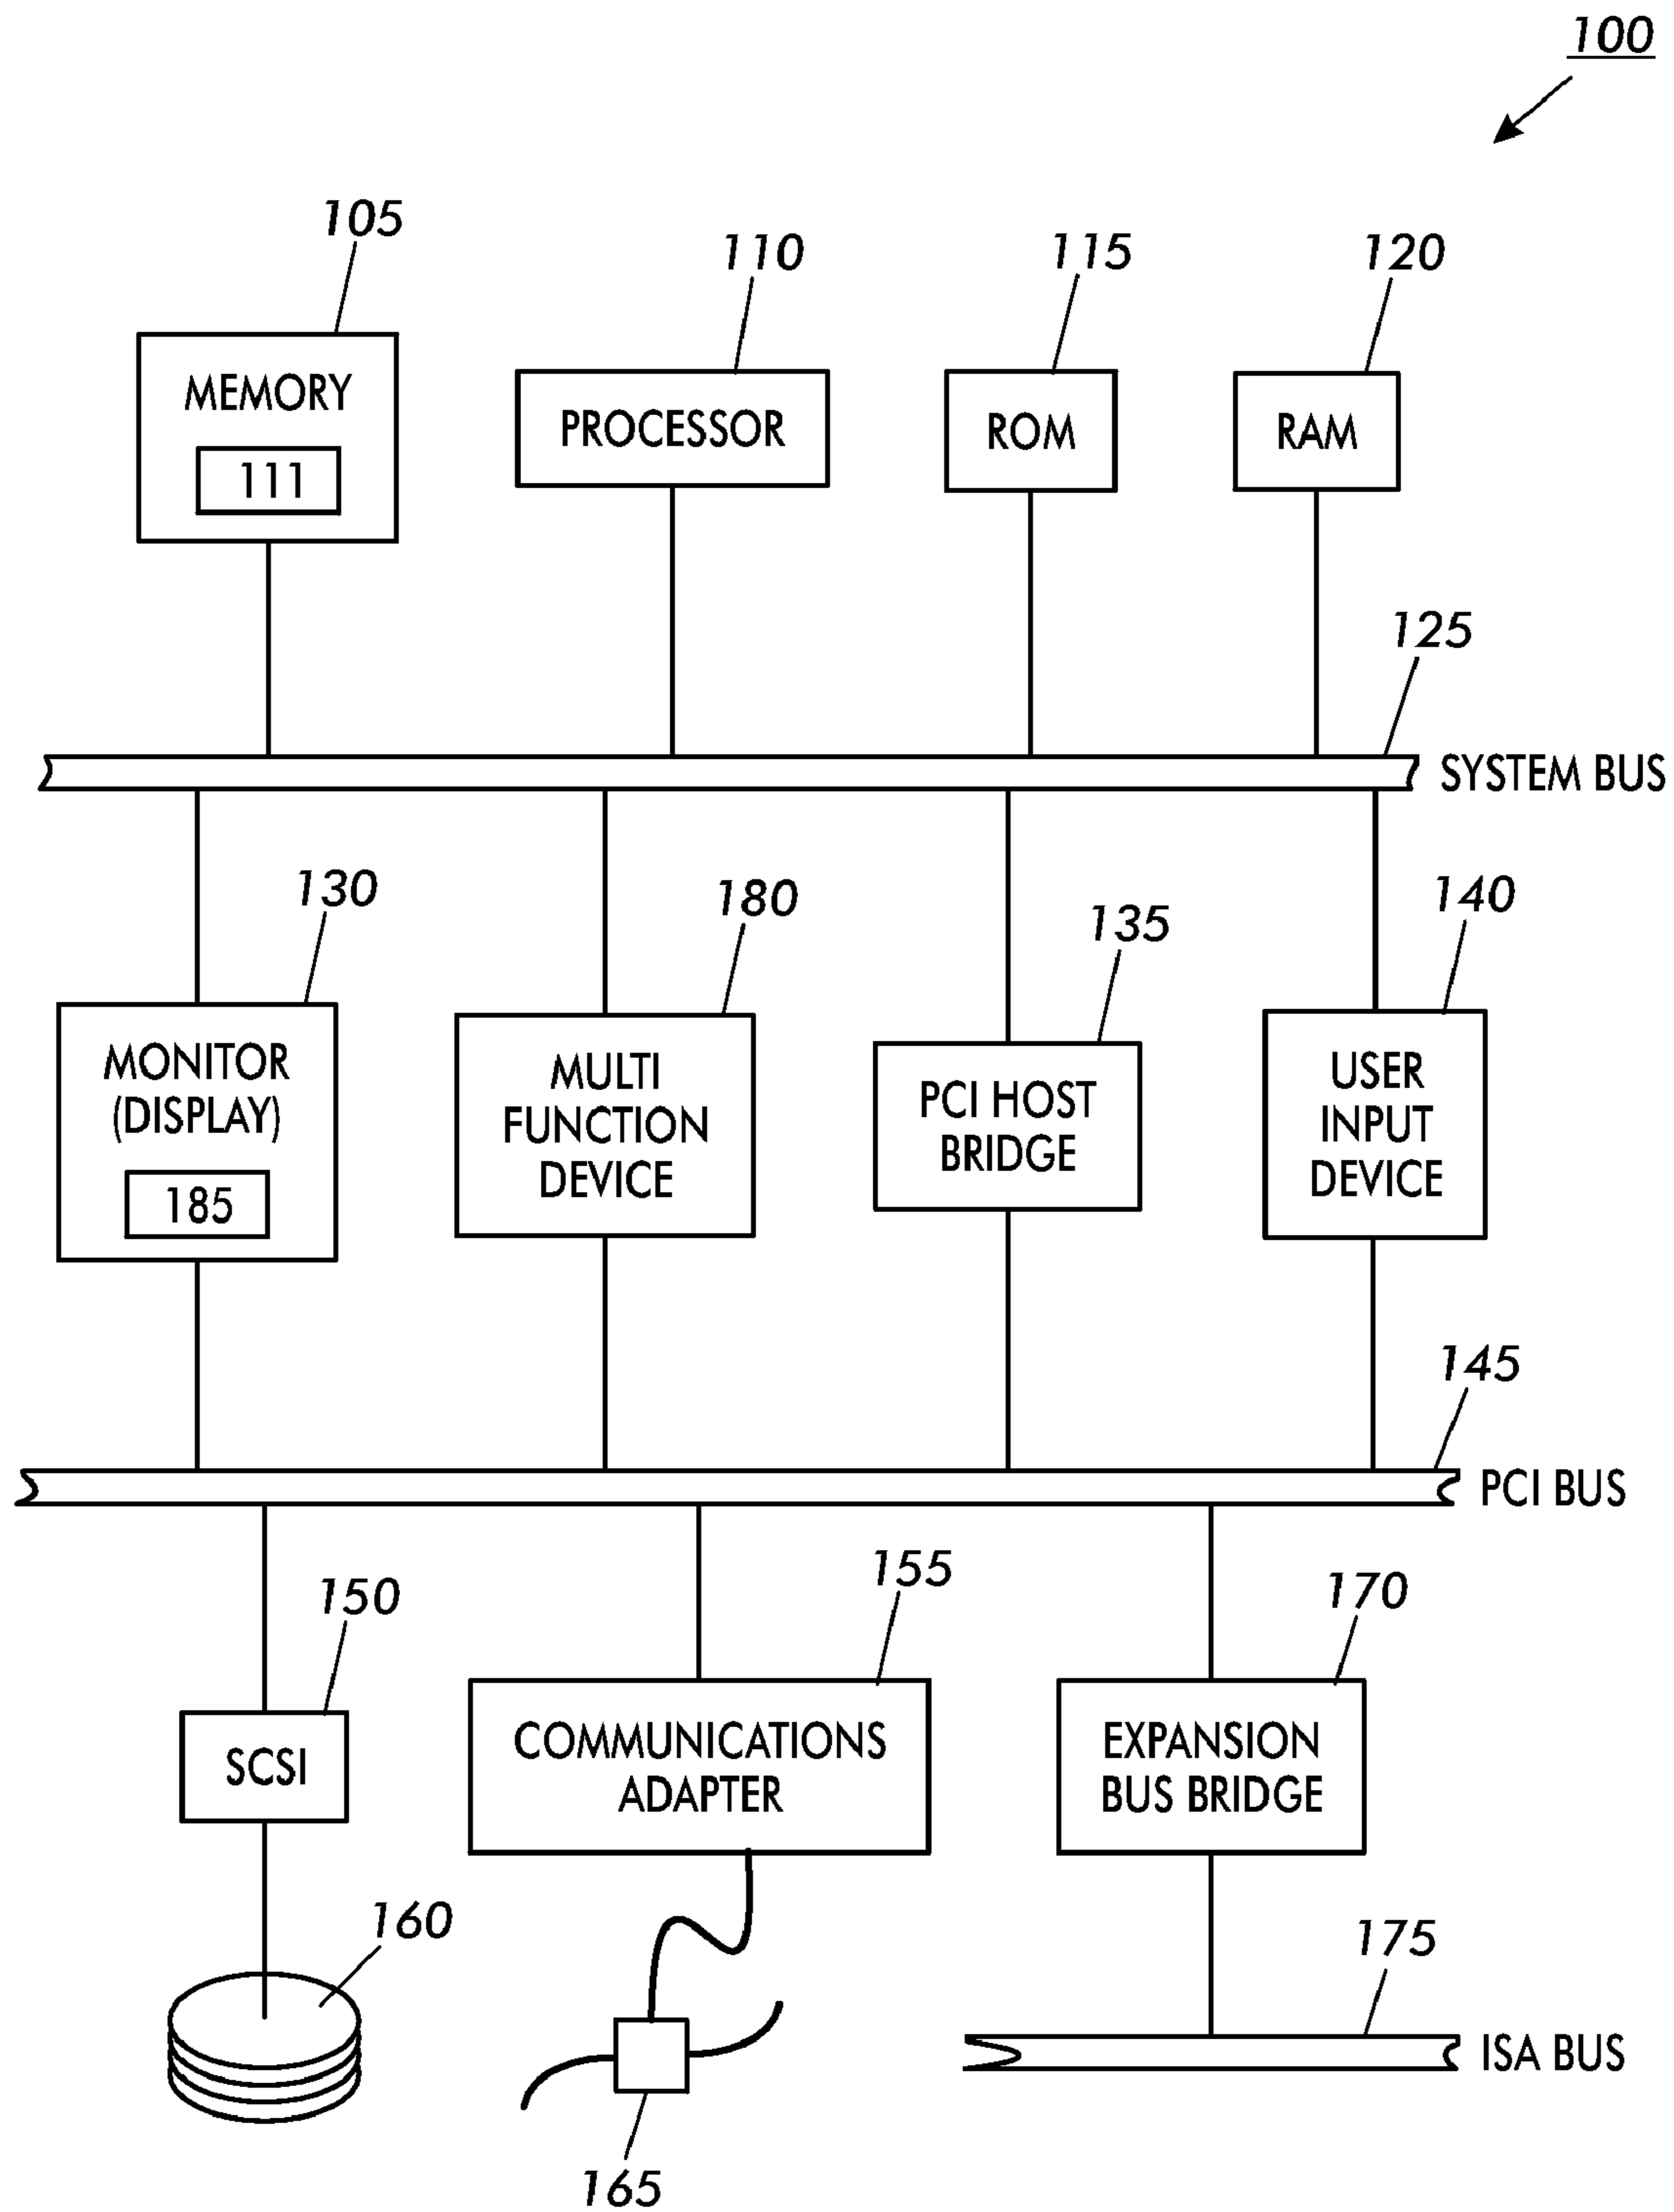 100
105
110
115
120
MEMORY
111
PROCESSOR
ROM
RAM
125
SYSTEM BUS
130
180
135
140
MONITOR
(DISPLAY)
185
MULTI
FUNCTION
DEVICE
PCI HOST
BRIDGE
USER
INPUT
DEVICE
145
PCI BUS
150
155
170
SCSI
COMMUNICATIONS
ADAPTER
EXPANSION
BUS BRIDGE
160
175
ISA BUS
165